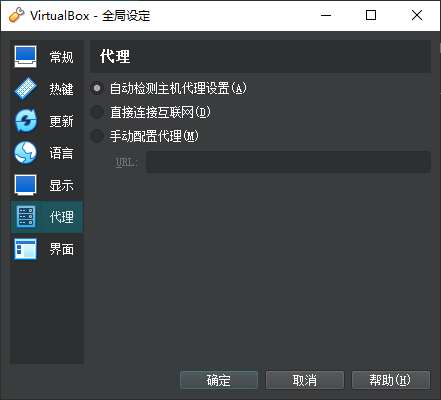 VirtualBox - 全局设定
常规
热键
更新
语言
显示
代理
界面
代理
自动检测主机代理设置(A)
直接连接互联网(D)
手动配置代理(M)
URL:
确定
取消
帮助(H)